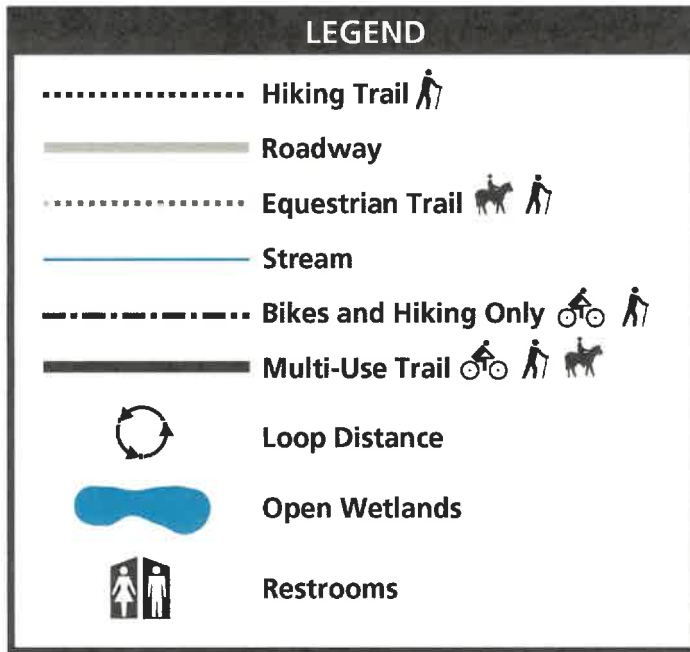 LEGEND
Hiking Trail
Roadway
Equestrian Trail
Stream
Bikes and Hiking Only
Multi-Use Trail
Loop Distance
Open Wetlands
Restrooms